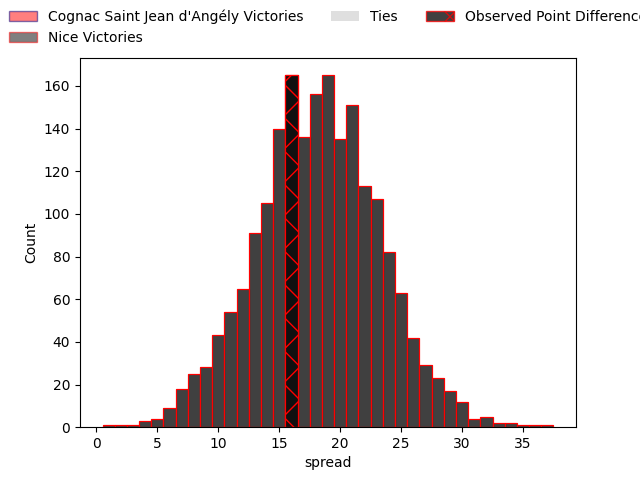 Cognac Saint Jean d'Angély Victories
Nice Victories
Ties
Observed Point Difference
160
140
120
100
80
60
40
20
0
Count
0 5 10 15 20 25 30 35
spread